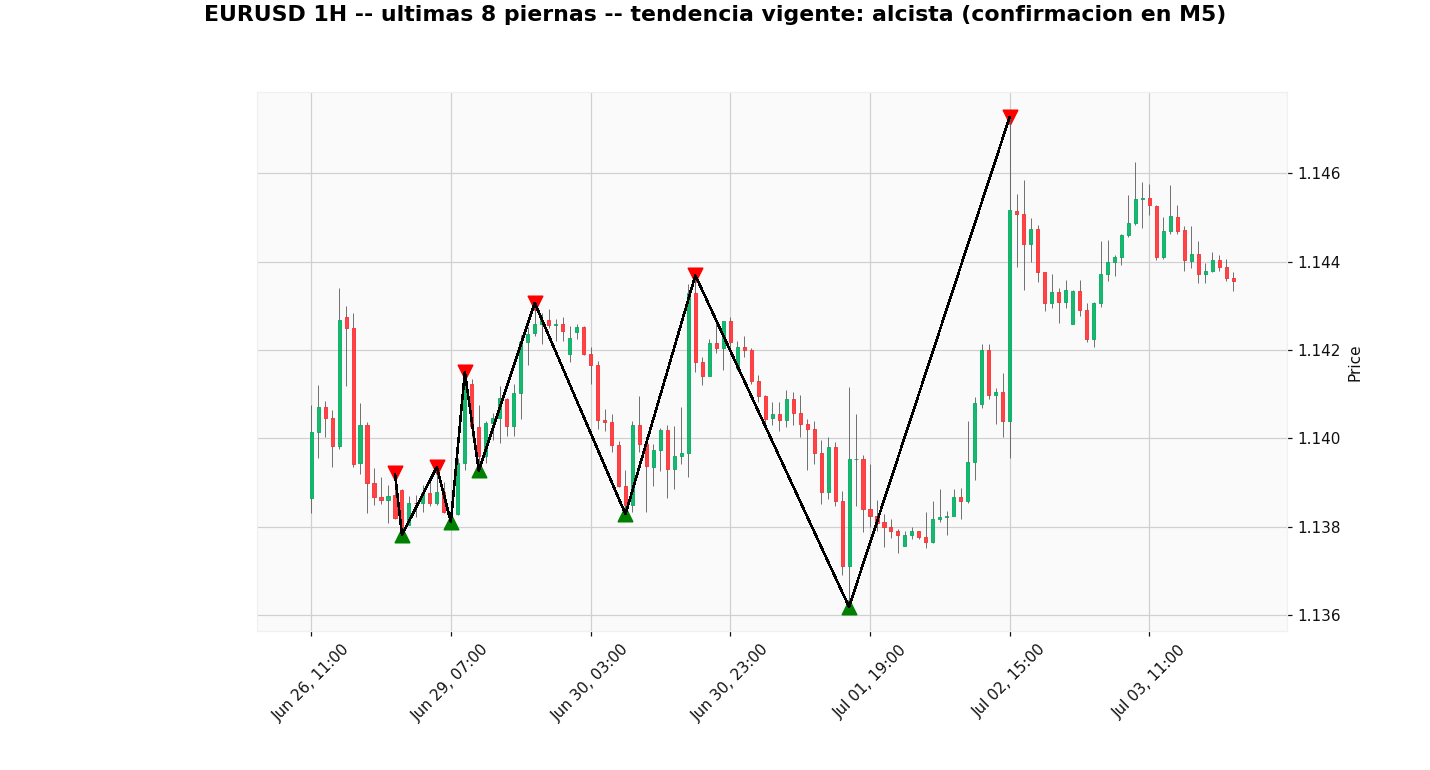 EURUSD 1H -- ultimas 8 piernas -- tendencia vigente: alcista (confirmacion en M5)
1.146
1.144
1.142
1.140
1.138
1.136
Price
Jun 26, 11:00
Jun 29, 07:00
Jun 30, 03:00
Jun 30, 23:00
Jul 01, 19:00
Jul 02, 15:00
Jul 03, 11:00